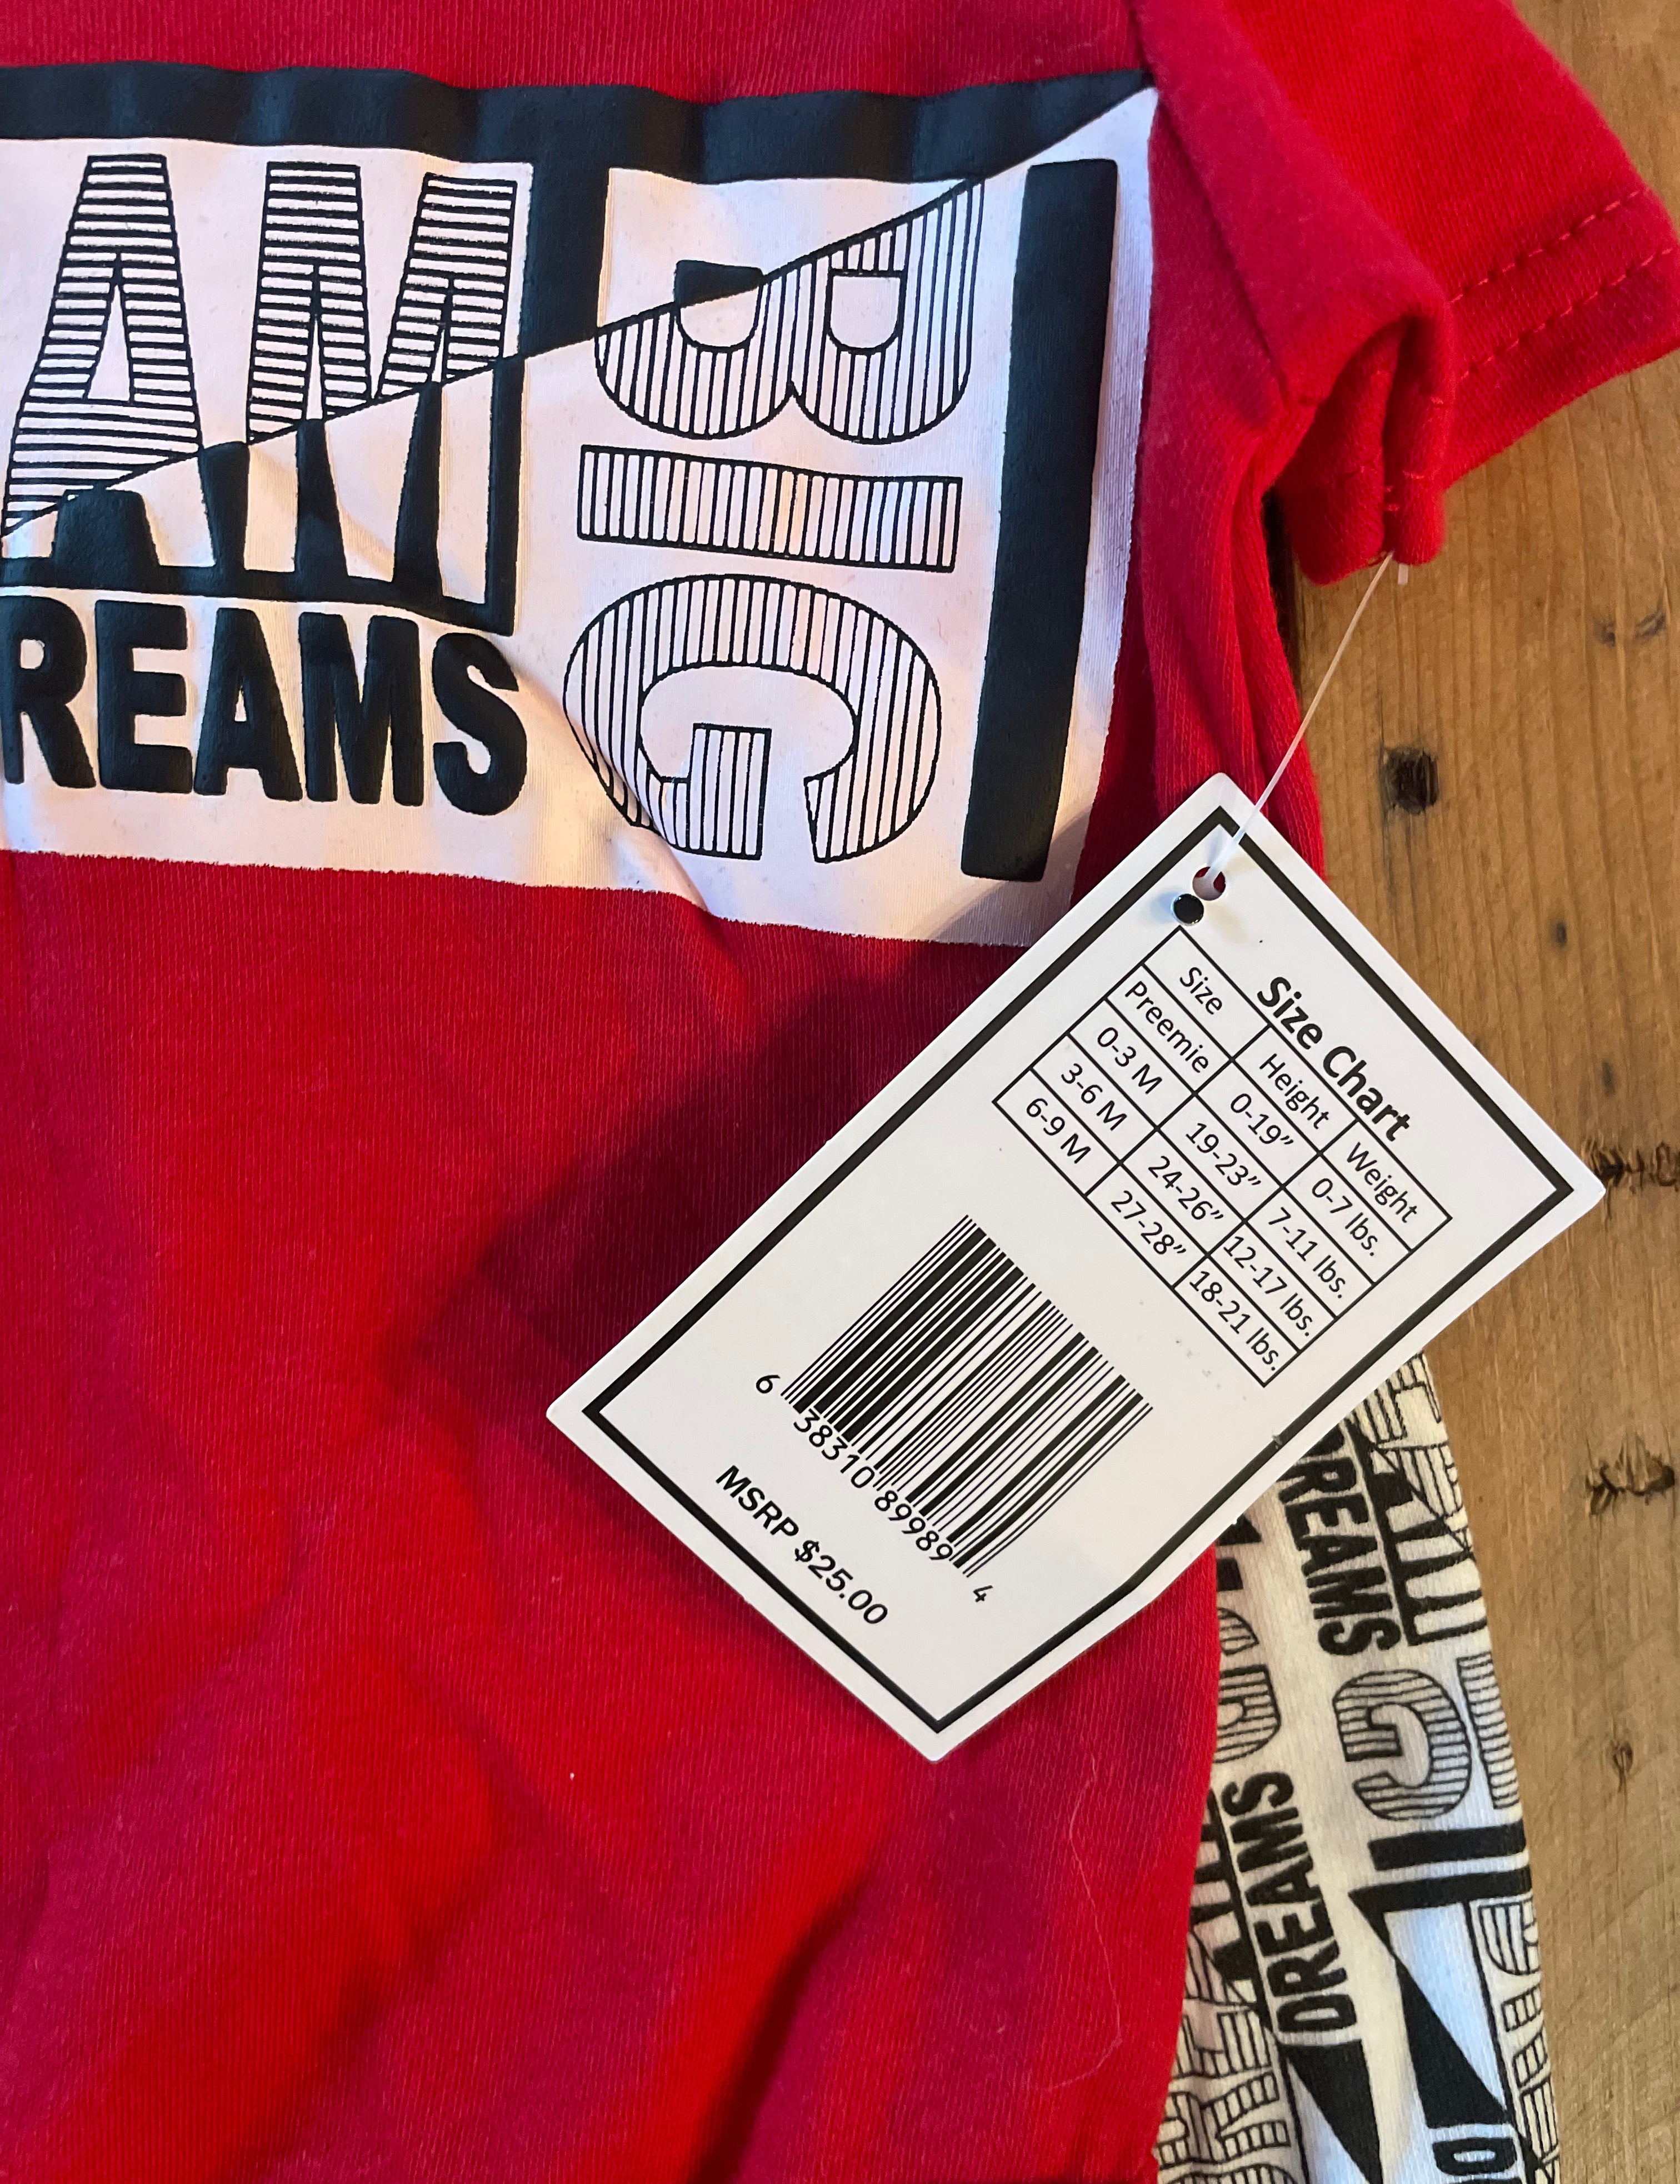 AM
REAMS
BIG
Size Chart
Size Height Weight
Preemie 0-19” 0-7 lbs.
0-3 M 19-23” 7-11 lbs.
3-6 M 24-26” 12-17 lbs.
6-9 M 27-28” 18-21 lbs.
6 38310 89989 4
MSRP $25.00
DREAMS
IG
DREAMS